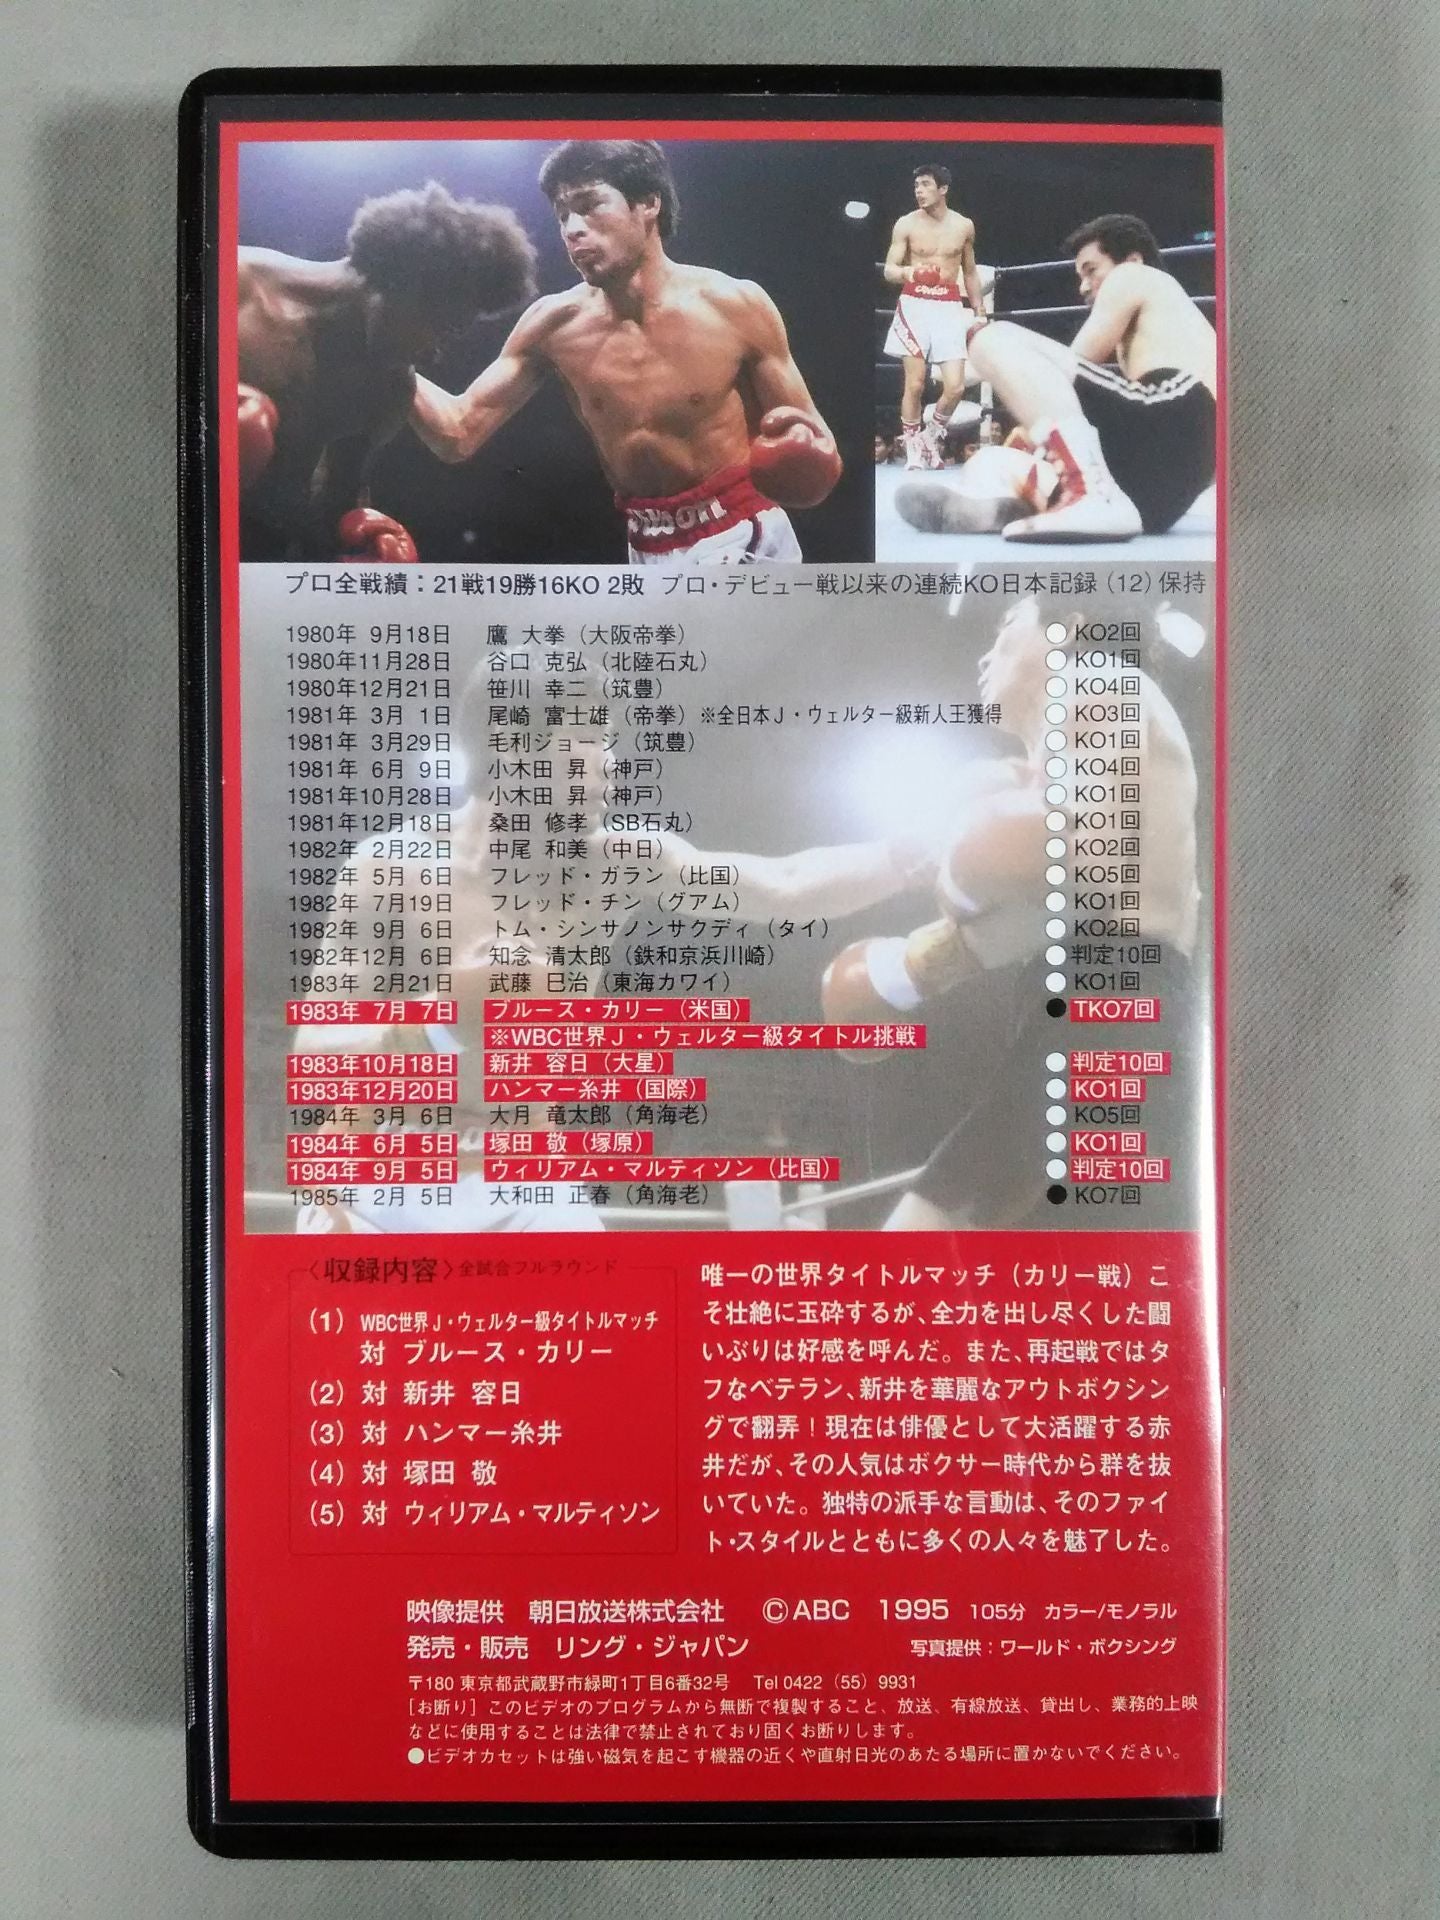 プロ全戦績：21戦19勝16KO 2敗 プロ・デビュー戦以来の連続KO日本記録（12）保持
1980年 9月18日 鷹 大拳（大阪帝拳） ○KO2回
1980年11月28日 谷口 克弘（北陸石丸） ○KO1回
1980年12月21日 笹川 幸二（筑豊） ○KO4回
1981年 3月 1日 尾崎 富士雄（帝拳）※全日本J・ウェルター級新人王獲得 ○KO3回
1981年 3月29日 毛利ジョージ（筑豊） ○KO1回
1981年 6月 9日 小木田 昇（神戸） ○KO4回
1981年10月28日 小木田 昇（神戸） ○KO1回
1981年12月18日 桑田 修孝（SB石丸） ○KO1回
1982年 2月22日 中尾 和美（中日） ○KO2回
1982年 5月 6日 フレッド・ガラン（比国） ○KO5回
1982年 7月19日 フレッド・チン（グアム） ○KO1回
1982年 9月 6日 トム・シンサノンサクディ（タイ） ○KO2回
1982年12月 6日 知念 清太郎（鉄和京浜川崎） ○判定10回
1983年 2月21日 武藤 巳治（東海カワイ） ○KO1回
1983年 7月 7日 ブルース・カリー（米国） ●TKO7回
※WBC世界J・ウェルター級タイトル挑戦
1983年10月18日 新井 容日（大星） ○判定10回
1983年12月20日 ハンマー糸井（国際） ○KO1回
1984年 3月 6日 大月 竜太郎（角海老） ○KO5回
1984年 6月 5日 塚田 敬（塚原） ○KO1回
1984年 9月 5日 ウィリアム・マルティソン（比国） ○判定10回
1985年 2月 5日 大和田 正春（角海老） ●KO7回
〈収録内容〉全試合フルラウンド
（1）WBC世界J・ウェルター級タイトルマッチ
対 ブルース・カリー
（2）対 新井 容日
（3）対 ハンマー糸井
（4）対 塚田 敬
（5）対 ウィリアム・マルティソン
唯一の世界タイトルマッチ（カリー戦）こ
そ壮絶に玉砕するが、全力を出し尽くした闘
いぶりは好感を呼んだ。また、再起戦ではタ
フなベテラン、新井を華麗なアウトボクシン
グで翻弄！現在は俳優として大活躍する赤
井だが、その人気はボクサー時代から群を抜
いていた。独特の派手な言動は、そのファイ
ト・スタイルとともに多くの人々を魅了した。
映像提供 朝日放送株式会社 ©ABC 1995 105分 カラー/モノラル
発売・販売 リング・ジャパン 写真提供：ワールド・ボクシング
〒180 東京都武蔵野市緑町1丁目6番32号 Tel 0422（55）9931
［お断り］このビデオのプログラムから無断で複製すること、放送、有線放送、貸出し、業務的上映
などに使用することは法律で禁止されており固くお断りします。
●ビデオカセットは強い磁気を起こす機器の近くや直射日光のあたる場所に置かないでください。